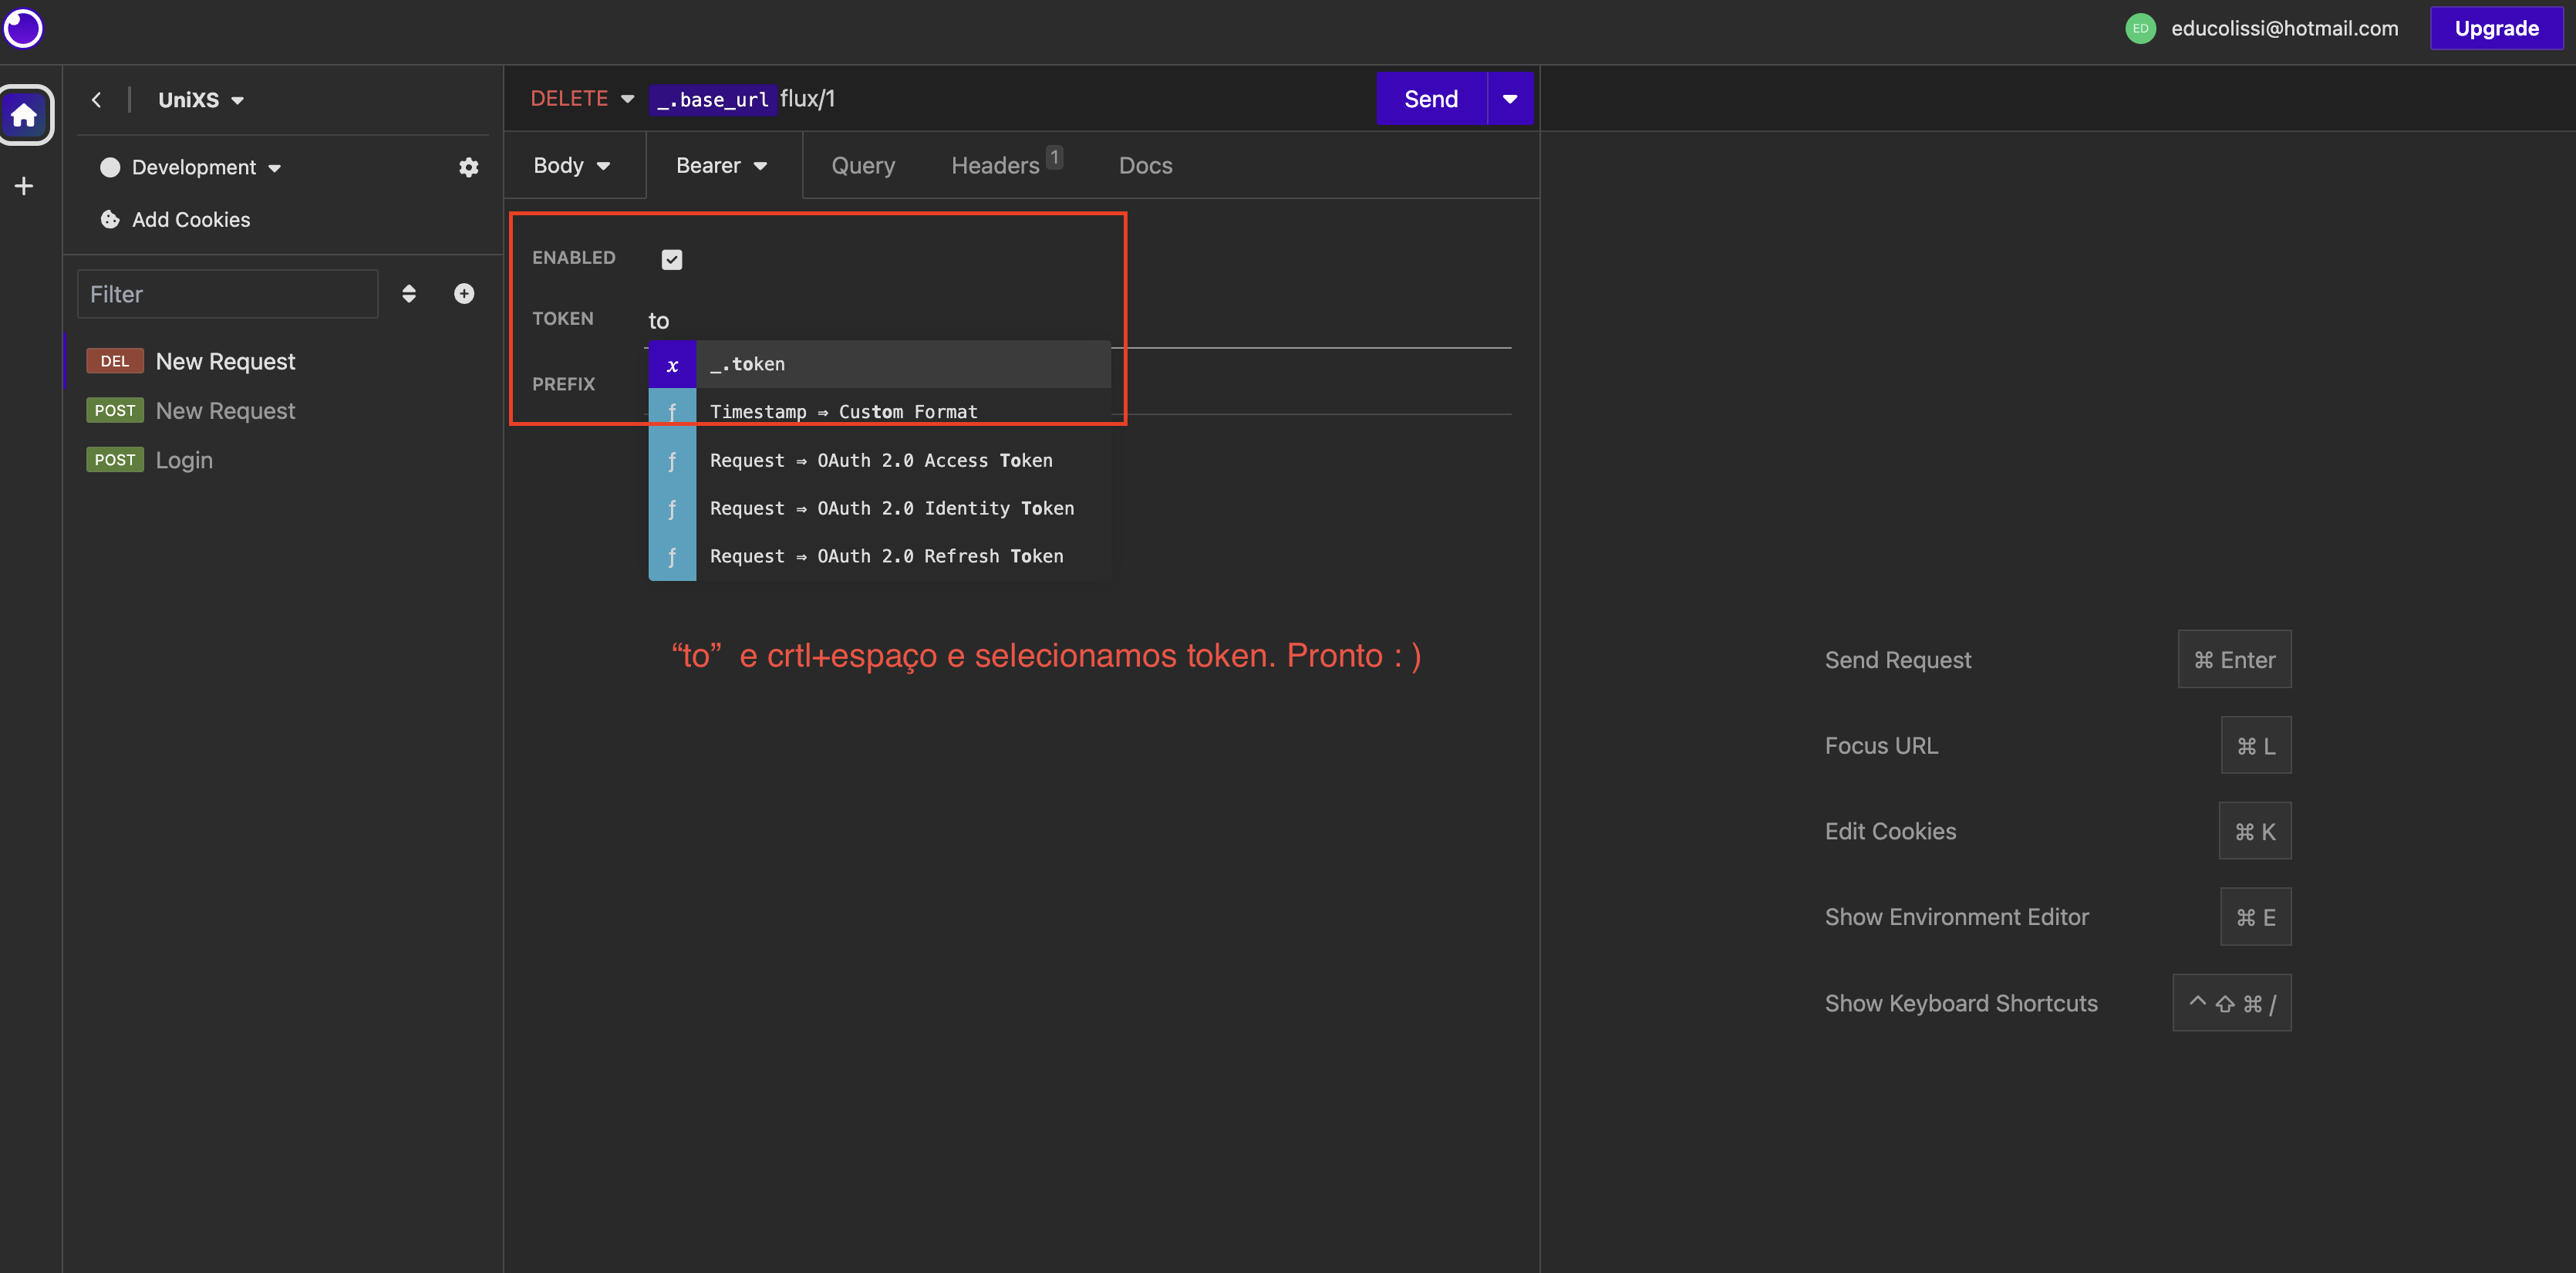 ED educolissi@hotmail.com Upgrade
UniXS
DELETE _.base_url flux/1 Send
Development
Add Cookies
Body Bearer Query Headers 1 Docs
Filter
DEL New Request
POST New Request
POST Login
ENABLED
TOKEN to
PREFIX
x _.token
ƒ Timestamp ⇒ Custom Format
ƒ Request ⇒ OAuth 2.0 Access Token
ƒ Request ⇒ OAuth 2.0 Identity Token
ƒ Request ⇒ OAuth 2.0 Refresh Token
“to” e crtl+espaço e selecionamos token. Pronto : )
Send Request ⌘ Enter
Focus URL ⌘ L
Edit Cookies ⌘ K
Show Environment Editor ⌘ E
Show Keyboard Shortcuts ⌃ ⇧ ⌘ /